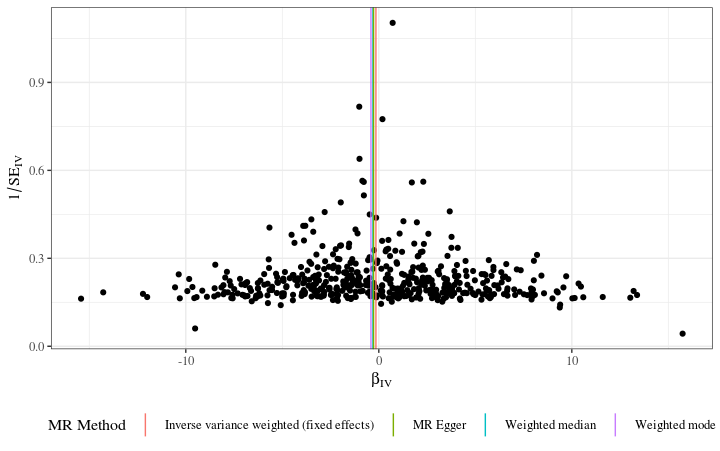 0.9
0.6
0.3
0.0
1/SE_IV
-10 0 10
β_IV
MR Method Inverse variance weighted (fixed effects) MR Egger Weighted median Weighted mode